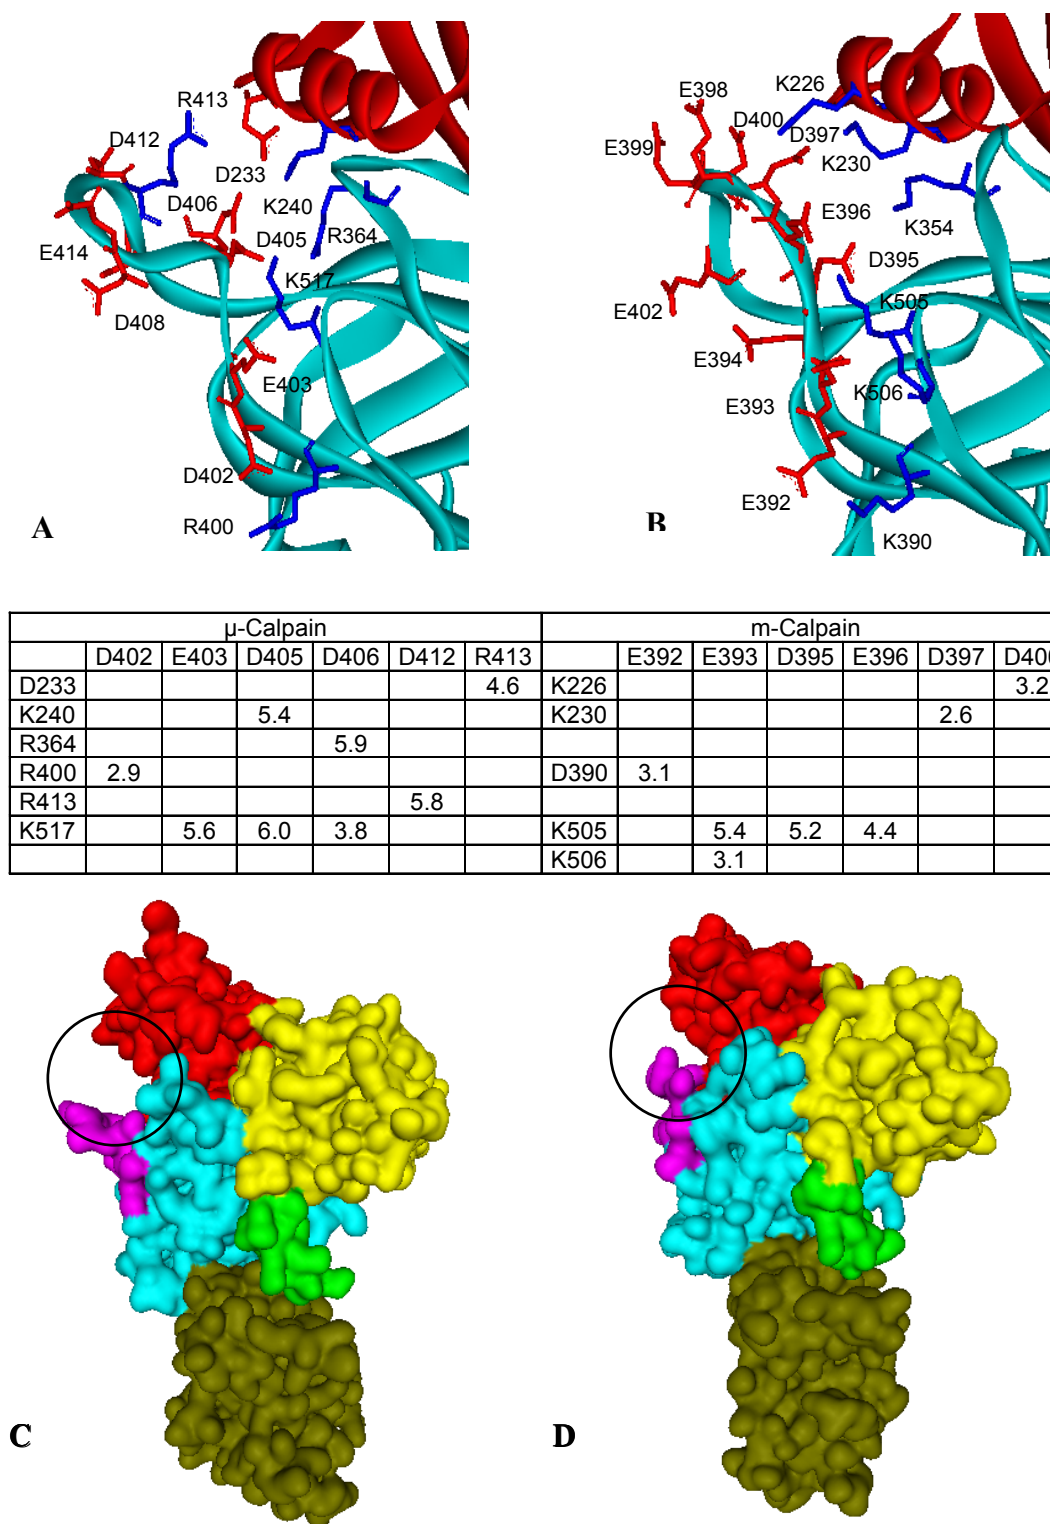 R413
D412
D233
D406
K240
D405
R364
E414
K517
D408
E403
D402
R400
A
K226
E398
D400
D397
E399
K230
E396
K354
D395
E402
K505
E394
K506
E393
E392
B
K390
µ-Calpain m-Calpain
D402 E403 D405 D406 D412 R413 E392 E393 D395 E396 D397 D400
D233 4.6 K226 3.2
K240 5.4 K230 2.6
R364 5.9
R400 2.9 D390 3.1
R413 5.8
K517 5.6 6.0 3.8 K505 5.4 5.2 4.4
K506 3.1
C
D